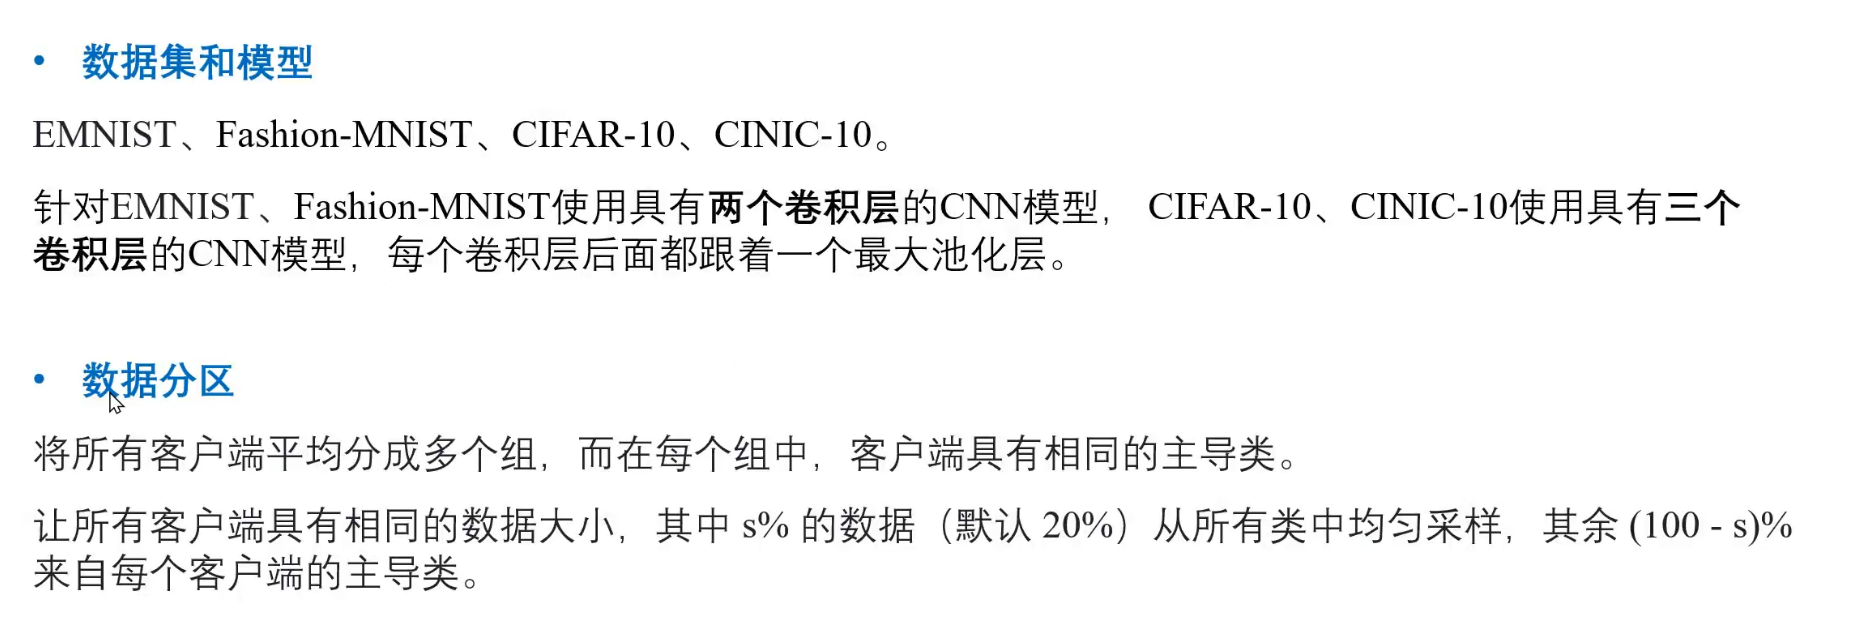 • 数据集和模型
EMNIST、Fashion-MNIST、CIFAR-10、CINIC-10。
针对EMNIST、Fashion-MNIST使用具有两个卷积层的CNN模型， CIFAR-10、CINIC-10使用具有三个
卷积层的CNN模型，每个卷积层后面都跟着一个最大池化层。
• 数据分区
将所有客户端平均分成多个组，而在每个组中，客户端具有相同的主导类。
让所有客户端具有相同的数据大小，其中 s% 的数据（默认 20%）从所有类中均匀采样，其余 (100 - s)%
来自每个客户端的主导类。